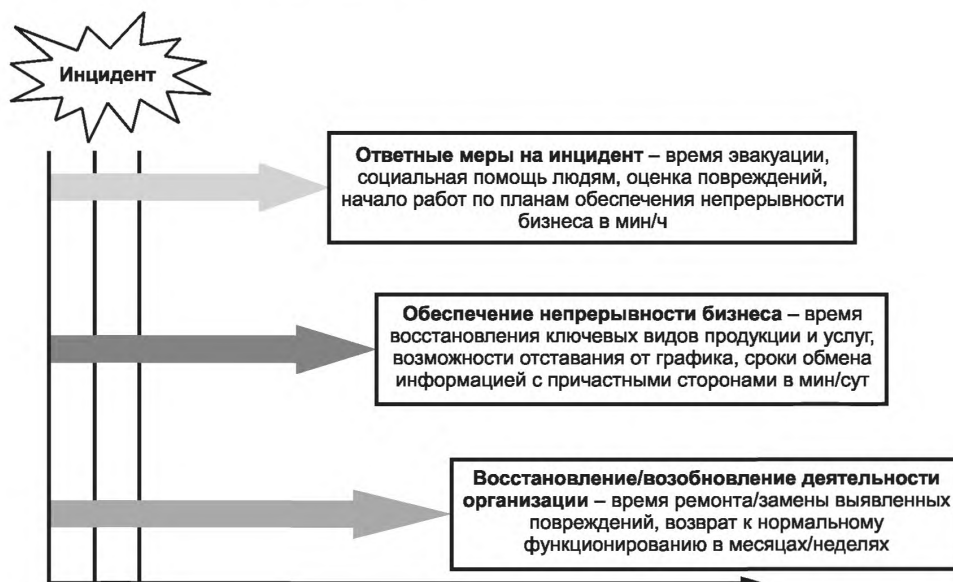 Инцидент
Ответные меры на инцидент – время эвакуации,
социальная помощь людям, оценка повреждений,
начало работ по планам обеспечения непрерывности
бизнеса в мин/ч
Обеспечение непрерывности бизнеса – время
восстановления ключевых видов продукции и услуг,
возможности отставания от графика, сроки обмена
информацией с причастными сторонами в мин/сут
Восстановление/возобновление деятельности
организации – время ремонта/замены выявленных
повреждений, возврат к нормальному
функционированию в месяцах/неделях